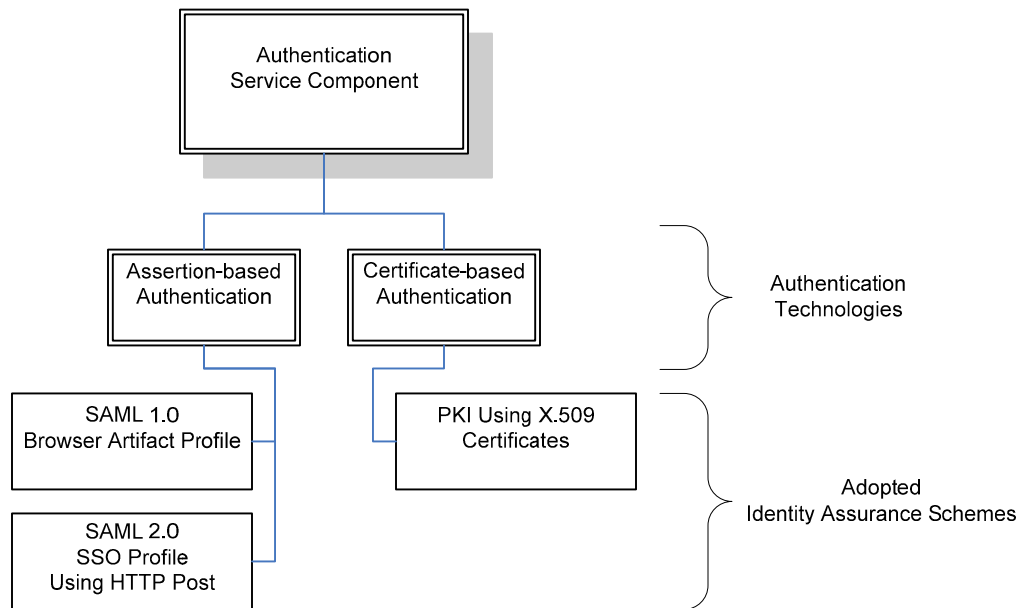 Authentication
Service Component
Assertion-based
Authentication
Certificate-based
Authentication
Authentication
Technologies
SAML 1.0
Browser Artifact Profile
PKI Using X.509
Certificates
SAML 2.0
SSO Profile
Using HTTP Post
Adopted
Identity Assurance Schemes